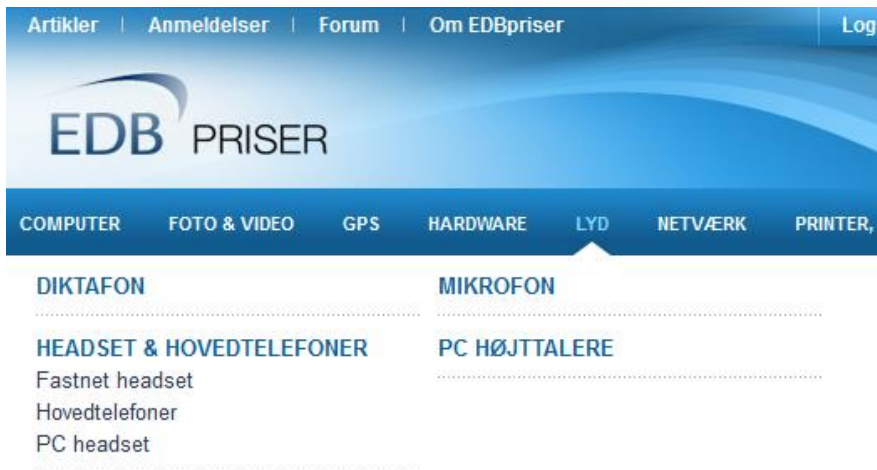 Artikler | Anmeldelser | Forum | Om EDBpriser Log
EDB PRISER
COMPUTER FOTO & VIDEO GPS HARDWARE LYD NETVÆRK PRINTER,
DIKTAFON MIKROFON
HEADSET & HOVEDTELEFONER PC HØJTTALERE
Fastnet headset
Hovedtelefoner
PC headset